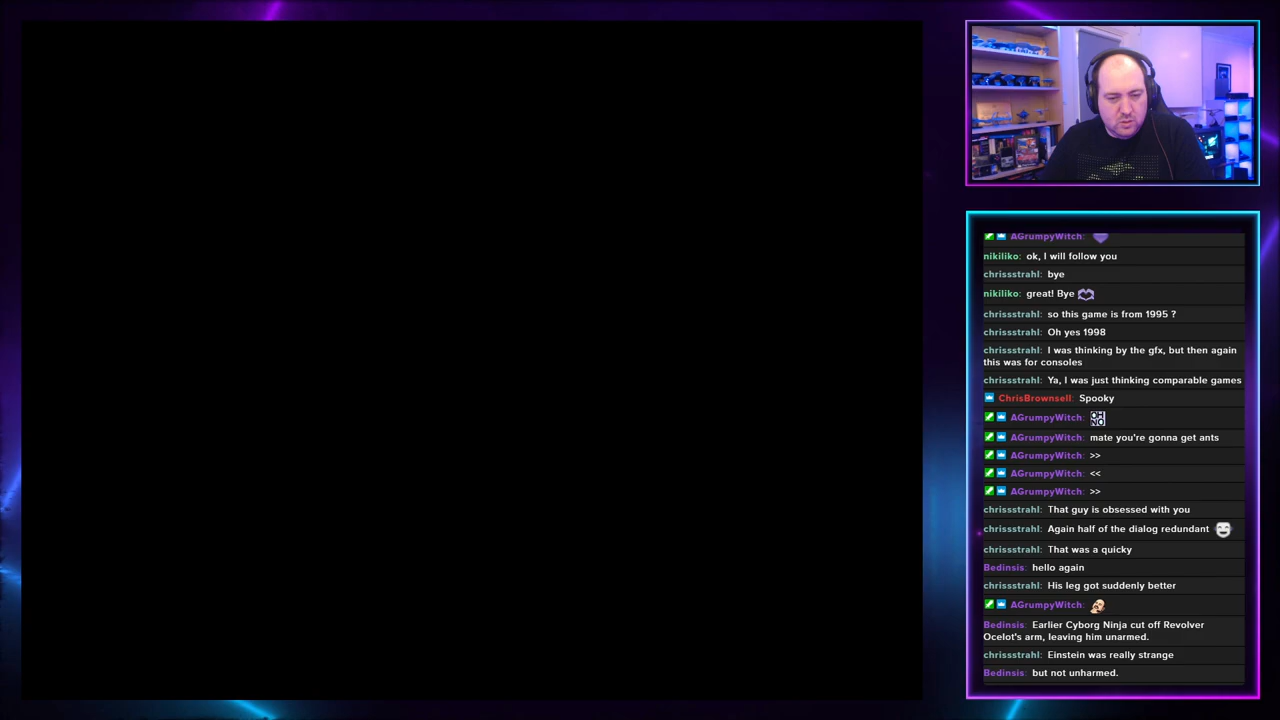 AGrumpyWitch:
nikiliko: ok, I will follow you
chrissstrahl: bye
nikiliko: great! Bye
chrissstrahl: so this game is from 1995 ?
chrissstrahl: Oh yes 1998
chrissstrahl: I was thinking by the gfx, but then again
this was for consoles
chrissstrahl: Ya, I was just thinking comparable games
ChrisBrownsell: Spooky
AGrumpyWitch: OH
NO
AGrumpyWitch: mate you're gonna get ants
AGrumpyWitch: >>
AGrumpyWitch: <<
AGrumpyWitch: >>
chrissstrahl: That guy is obsessed with you
chrissstrahl: Again half of the dialog redundant
chrissstrahl: That was a quicky
Bedinsis: hello again
chrissstrahl: His leg got suddenly better
AGrumpyWitch:
Bedinsis: Earlier Cyborg Ninja cut off Revolver
Ocelot's arm, leaving him unarmed.
chrissstrahl: Einstein was really strange
Bedinsis: but not unharmed.